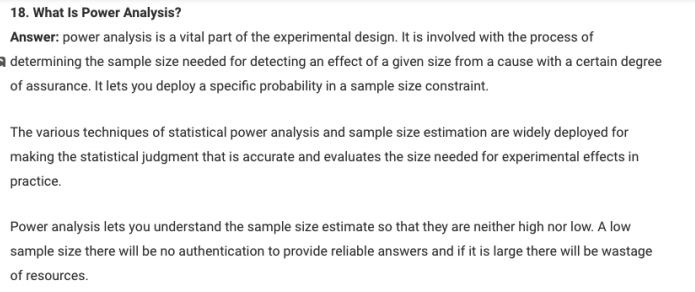 18. What Is Power Analysis?
Answer: power analysis is a vital part of the experimental design. It is involved with the process of
determining the sample size needed for detecting an effect of a given size from a cause with a certain degree
of assurance. It lets you deploy a specific probability in a sample size constraint.
The various techniques of statistical power analysis and sample size estimation are widely deployed for
making the statistical judgment that is accurate and evaluates the size needed for experimental effects in
practice.
Power analysis lets you understand the sample size estimate so that they are neither high nor low. A low
sample size there will be no authentication to provide reliable answers and if it is large there will be wastage
of resources.